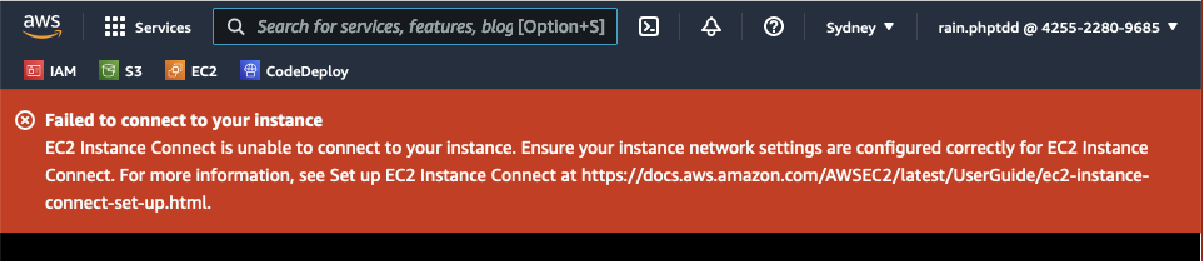 aws Services Search for services, features, blog [Option+S] Sydney ▼ rain.phptdd @ 4255-2280-9685 ▼
IAM S3 EC2 CodeDeploy
Failed to connect to your instance
EC2 Instance Connect is unable to connect to your instance. Ensure your instance network settings are configured correctly for EC2 Instance
Connect. For more information, see Set up EC2 Instance Connect at https://docs.aws.amazon.com/AWSEC2/latest/UserGuide/ec2-instance-
connect-set-up.html.